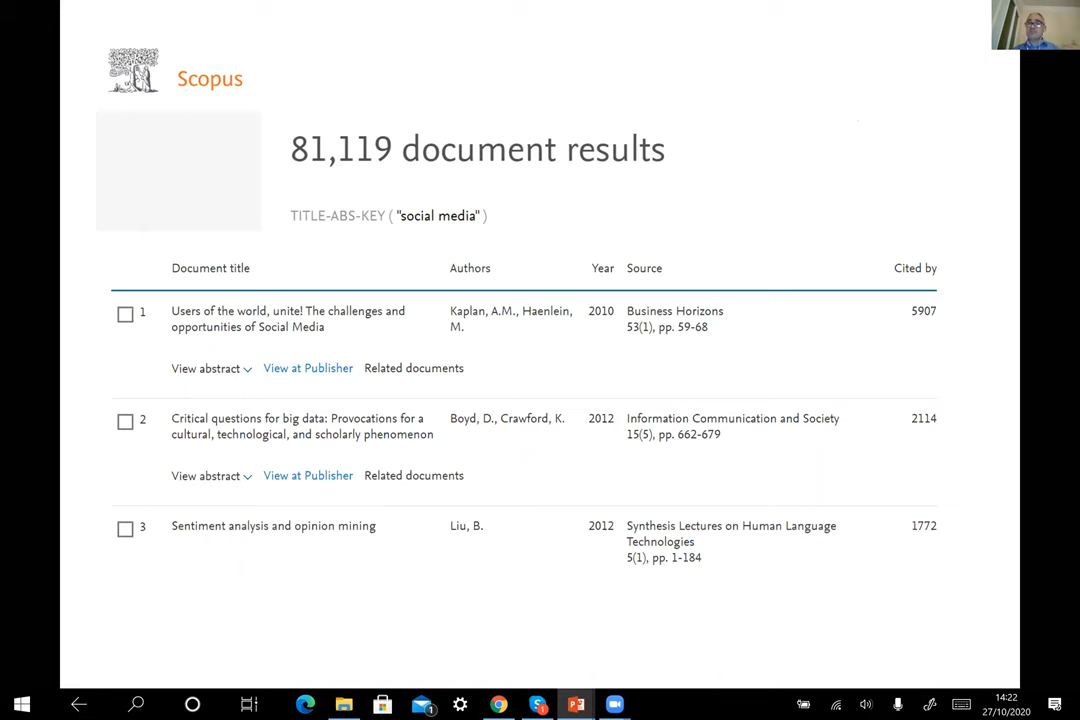 Scopus
81,119 document results
TITLE-ABS-KEY ( "social media" )
Document title Authors Year Source Cited by
1 Users of the world, unite! The challenges and opportunities of Social Media Kaplan, A.M., Haenlein, M. 2010 Business Horizons 53(1), pp. 59-68 5907
View abstract View at Publisher Related documents
2 Critical questions for big data: Provocations for a cultural, technological, and scholarly phenomenon Boyd, D., Crawford, K. 2012 Information Communication and Society 15(5), pp. 662-679 2114
View abstract View at Publisher Related documents
3 Sentiment analysis and opinion mining Liu, B. 2012 Synthesis Lectures on Human Language Technologies 5(1), pp. 1-184 1772
1
14:22
27/10/2020